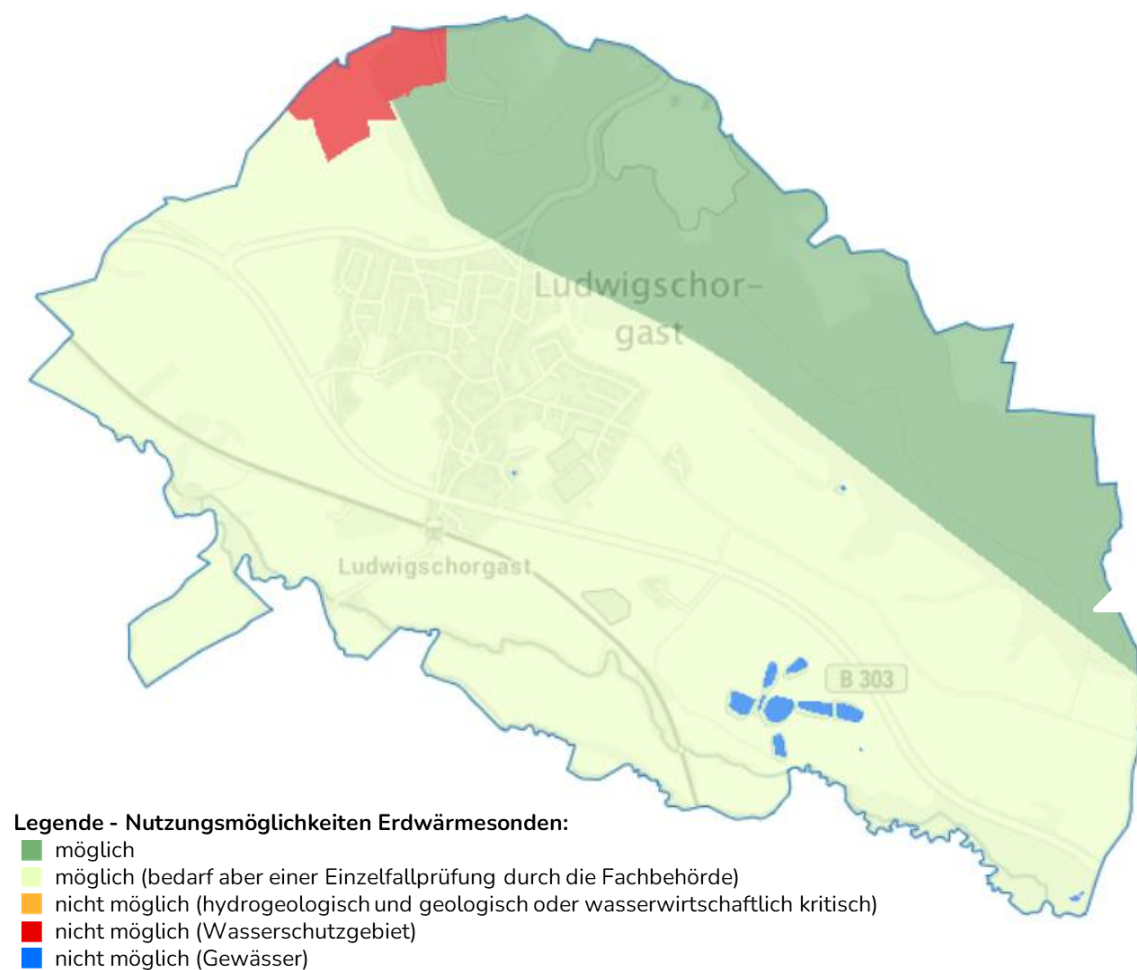 Ludwigschor-
gast
Ludwigschorgast
B 303
Legende - Nutzungsmöglichkeiten Erdwärmesonden:
möglich
möglich (bedarf aber einer Einzelfallprüfung durch die Fachbehörde)
nicht möglich (hydrogeologisch und geologisch oder wasserwirtschaftlich kritisch)
nicht möglich (Wasserschutzgebiet)
nicht möglich (Gewässer)